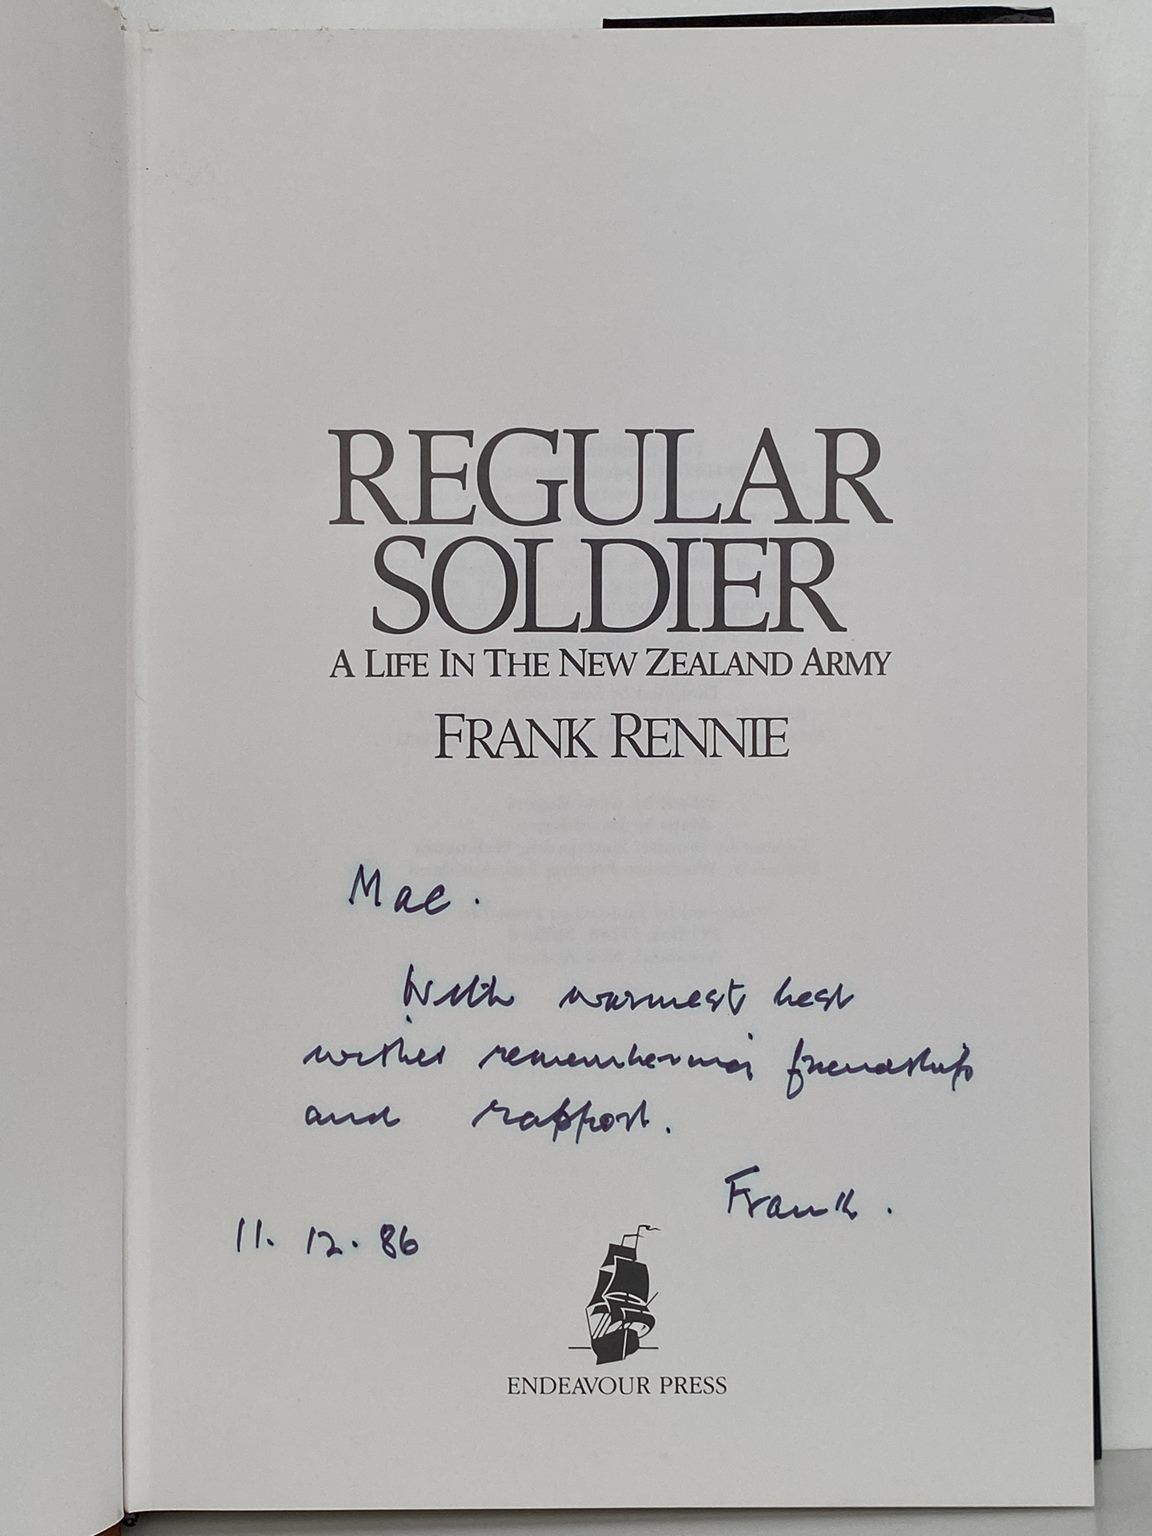 REGULAR
SOLDIER
A LIFE IN THE NEW ZEALAND ARMY
FRANK RENNIE
Mac.
With warmest best
wishes remembering friendship
and rapport.
Frank.
11. 12. 86
ENDEAVOUR PRESS